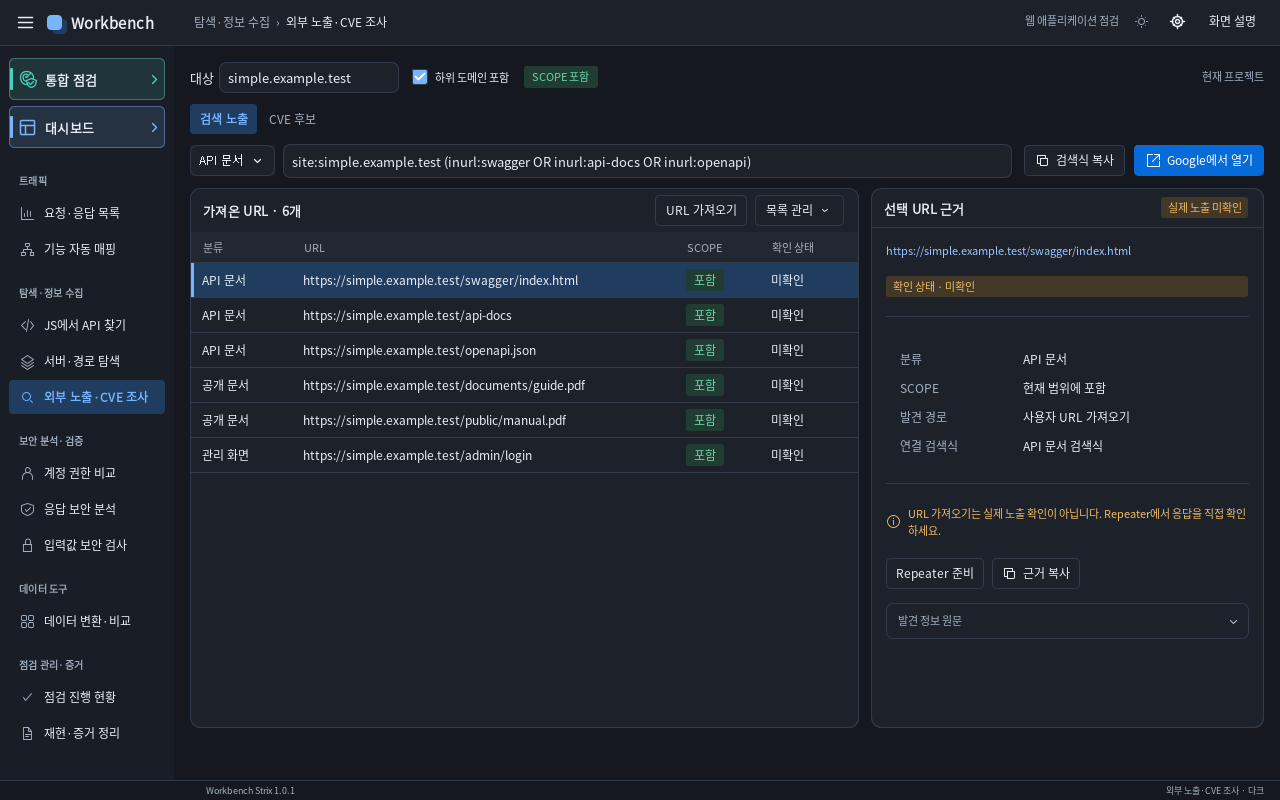 Workbench
탐색·정보 수집 › 외부 노출·CVE 조사
웹 애플리케이션 점검
화면 설명
통합 점검
대시보드
트래픽
요청·응답 목록
기능 자동 매핑
탐색·정보 수집
JS에서 API 찾기
서버·경로 탐색
외부 노출·CVE 조사
보안 분석·검증
계정 권한 비교
응답 보안 분석
입력값 보안 검사
데이터 도구
데이터 변환·비교
점검 관리·증거
점검 진행 현황
재현·증거 정리
대상 simple.example.test 하위 도메인 포함 SCOPE 포함 현재 프로젝트
검색 노출 CVE 후보
API 문서 site:simple.example.test (inurl:swagger OR inurl:api-docs OR inurl:openapi) 검색식 복사 Google에서 열기
가져온 URL · 6개 URL 가져오기 목록 관리
분류 URL SCOPE 확인 상태
API 문서 https://simple.example.test/swagger/index.html 포함 미확인
API 문서 https://simple.example.test/api-docs 포함 미확인
API 문서 https://simple.example.test/openapi.json 포함 미확인
공개 문서 https://simple.example.test/documents/guide.pdf 포함 미확인
공개 문서 https://simple.example.test/public/manual.pdf 포함 미확인
관리 화면 https://simple.example.test/admin/login 포함 미확인
선택 URL 근거 실제 노출 미확인
https://simple.example.test/swagger/index.html
확인 상태 · 미확인
분류 API 문서
SCOPE 현재 범위에 포함
발견 경로 사용자 URL 가져오기
연결 검색식 API 문서 검색식
URL 가져오기는 실제 노출 확인이 아닙니다. Repeater에서 응답을 직접 확인
하세요.
Repeater 준비 근거 복사
발견 정보 원문
Workbench Strix 1.0.1
외부 노출·CVE 조사 · 다크